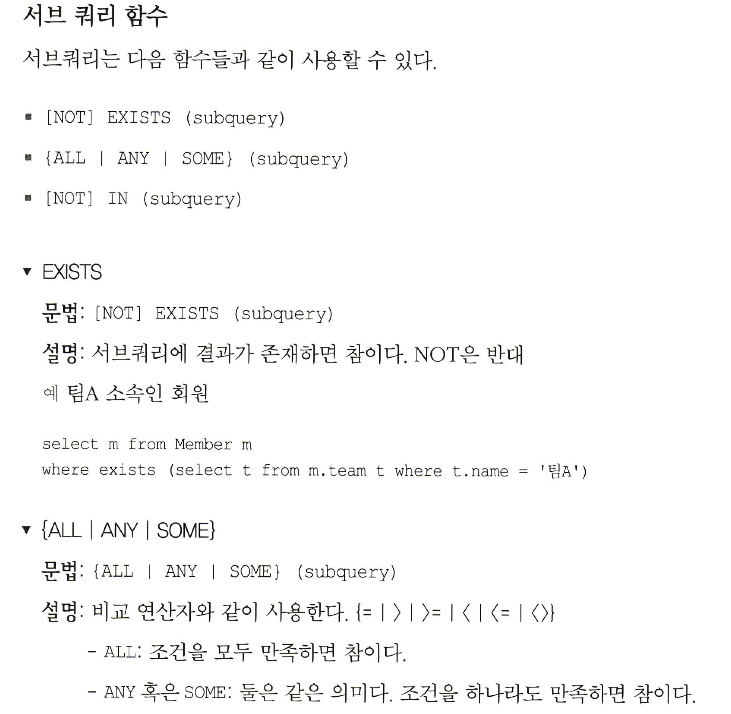 서브 쿼리 함수
서브쿼리는 다음 함수들과 같이 사용할 수 있다.
▪ [NOT] EXISTS (subquery)
▪ {ALL | ANY | SOME} (subquery)
▪ [NOT] IN (subquery)
▼ EXISTS
문법: [NOT] EXISTS (subquery)
설명: 서브쿼리에 결과가 존재하면 참이다. NOT은 반대
예 팀A 소속인 회원
select m from Member m
where exists (select t from m.team t where t.name = '팀A')
▼ {ALL | ANY | SOME}
문법: {ALL | ANY | SOME} (subquery)
설명: 비교 연산자와 같이 사용한다. {= | 〉 | 〉= | 〈 | 〈= | 〈〉}
– ALL: 조건을 모두 만족하면 참이다.
– ANY 혹은 SOME: 둘은 같은 의미다. 조건을 하나라도 만족하면 참이다.